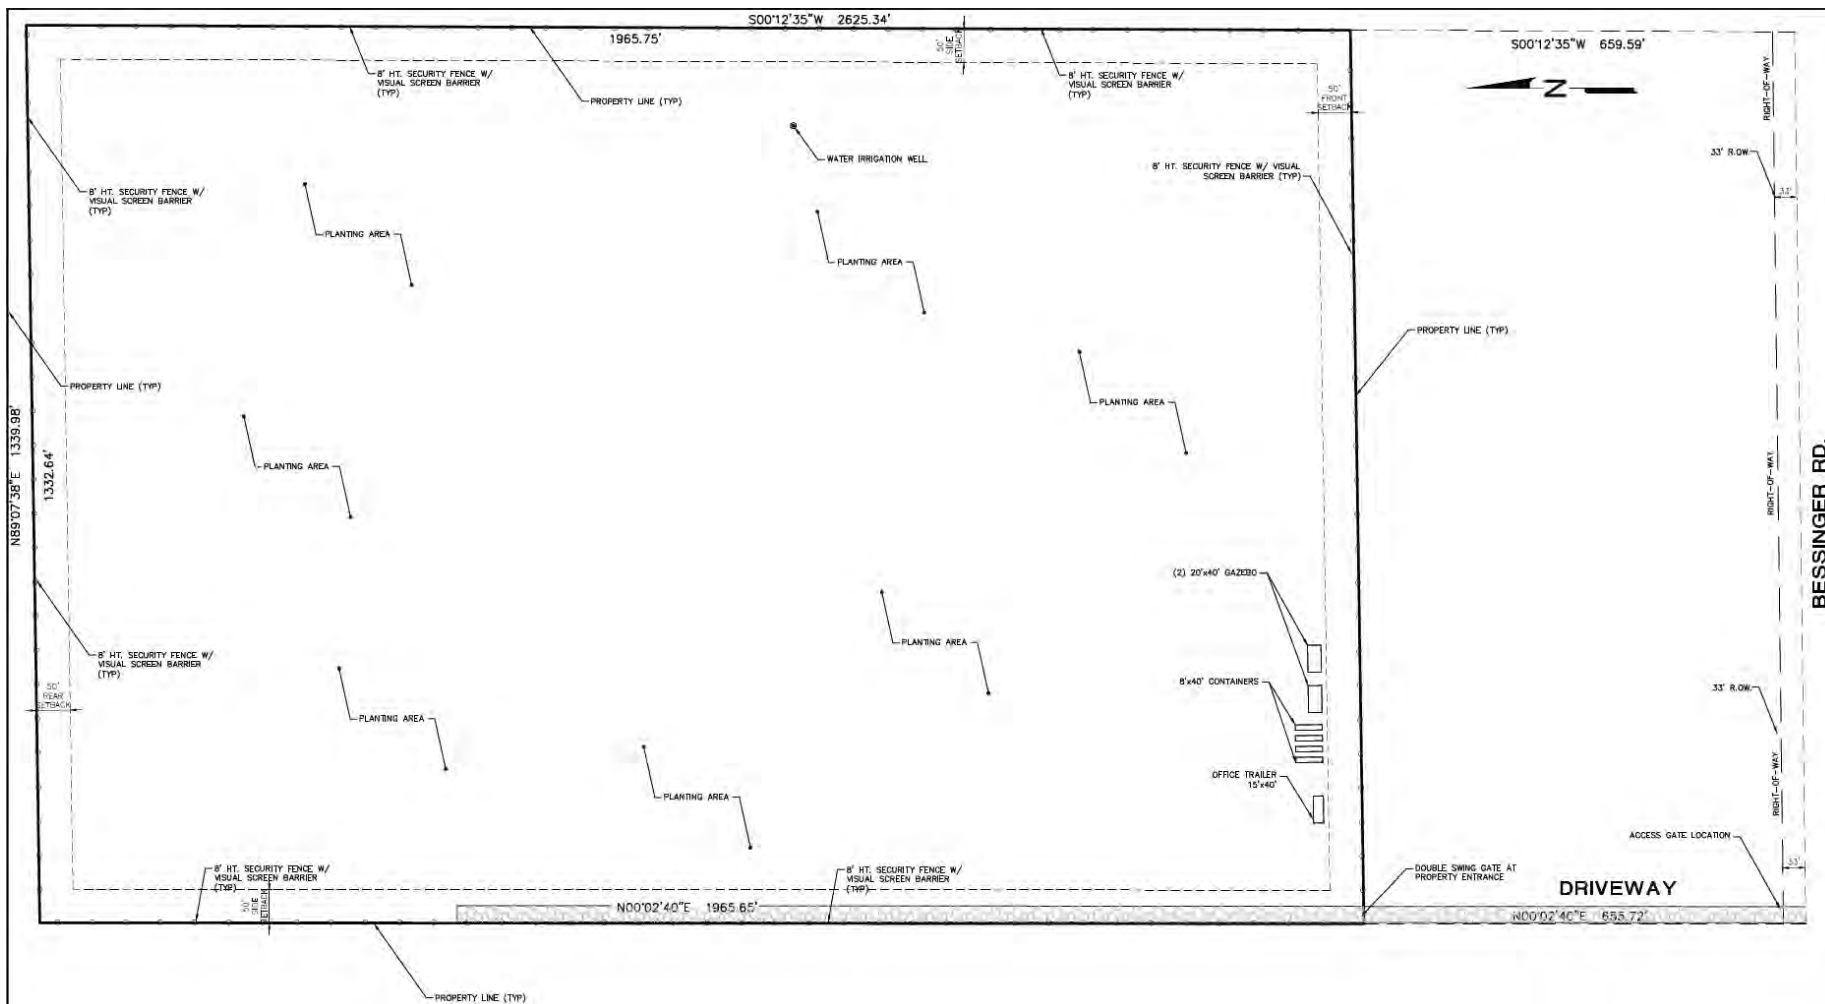 S00°12'35"W 2625.34'
1965.75'
50'
SIDE
SETBACK
S00°12'35"W 659.59'
8' HT. SECURITY FENCE W/
VISUAL SCREEN BARRIER
(TYP)
PROPERTY LINE (TYP)
8' HT. SECURITY FENCE W/
VISUAL SCREEN BARRIER
(TYP)
50'
FRONT
SETBACK
N
RIGHT-OF-WAY
33' R.OW.
33'
WATER IRRIGATION WELL
8' HT. SECURITY FENCE W/ VISUAL
SCREEN BARRIER (TYP)
8' HT. SECURITY FENCE W/
VISUAL SCREEN BARRIER
(TYP)
PLANTING AREA
PLANTING AREA
PROPERTY LINE (TYP)
PROPERTY LINE (TYP)
PLANTING AREA
N89°07'38"E 1339.98'
1332.64'
PLANTING AREA
RIGHT-OF-WAY
BESSINGER RD.
(2) 20'x40' GAZEBO
PLANTING AREA
8' HT. SECURITY FENCE W/
VISUAL SCREEN BARRIER
(TYP)
50'
REAR
SETBACK
8'x40' CONTAINERS
33' R.OW.
PLANTING AREA
OFFICE TRAILER
15'x40'
RIGHT-OF-WAY
PLANTING AREA
ACCESS GATE LOCATION
33'
8' HT. SECURITY FENCE W/
VISUAL SCREEN BARRIER
(TYP)
50'
SIDE
SETBACK
8' HT. SECURITY FENCE W/
VISUAL SCREEN BARRIER
(TYP)
DOUBLE SWING GATE AT
PROPERTY ENTRANCE
DRIVEWAY
N00°02'40"E 1965.65'
N00°02'40"E 655.72'
PROPERTY LINE (TYP)